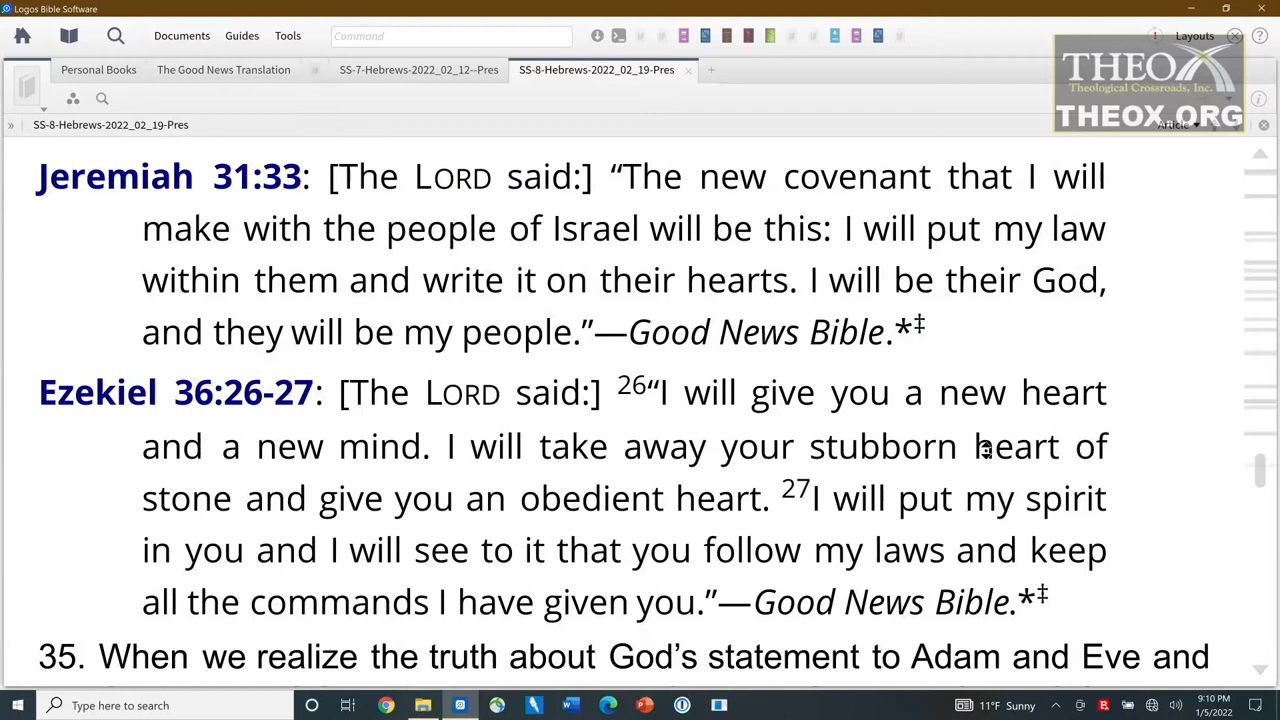 Logos Bible Software
Documents Guides Tools Command Layouts
THEOX
Theological Crossroads, Inc.
THEOX.ORG
Personal Books The Good News Translation SS-7-Hebrews-2022_02_12--Pres SS-8-Hebrews-2022_02_19-Pres
SS-8-Hebrews-2022_02_19-Pres Article
Jeremiah 31:33: [The LORD said:] “The new covenant that I will
make with the people of Israel will be this: I will put my law
within them and write it on their hearts. I will be their God,
and they will be my people.”—Good News Bible.*‡
Ezekiel 36:26-27: [The LORD said:] 26“I will give you a new heart
and a new mind. I will take away your stubborn heart of
stone and give you an obedient heart. 27I will put my spirit
in you and I will see to it that you follow my laws and keep
all the commands I have given you.”—Good News Bible.*‡
35. When we realize the truth about God’s statement to Adam and Eve and
Type here to search 11°F Sunny 9:10 PM
1/5/2022